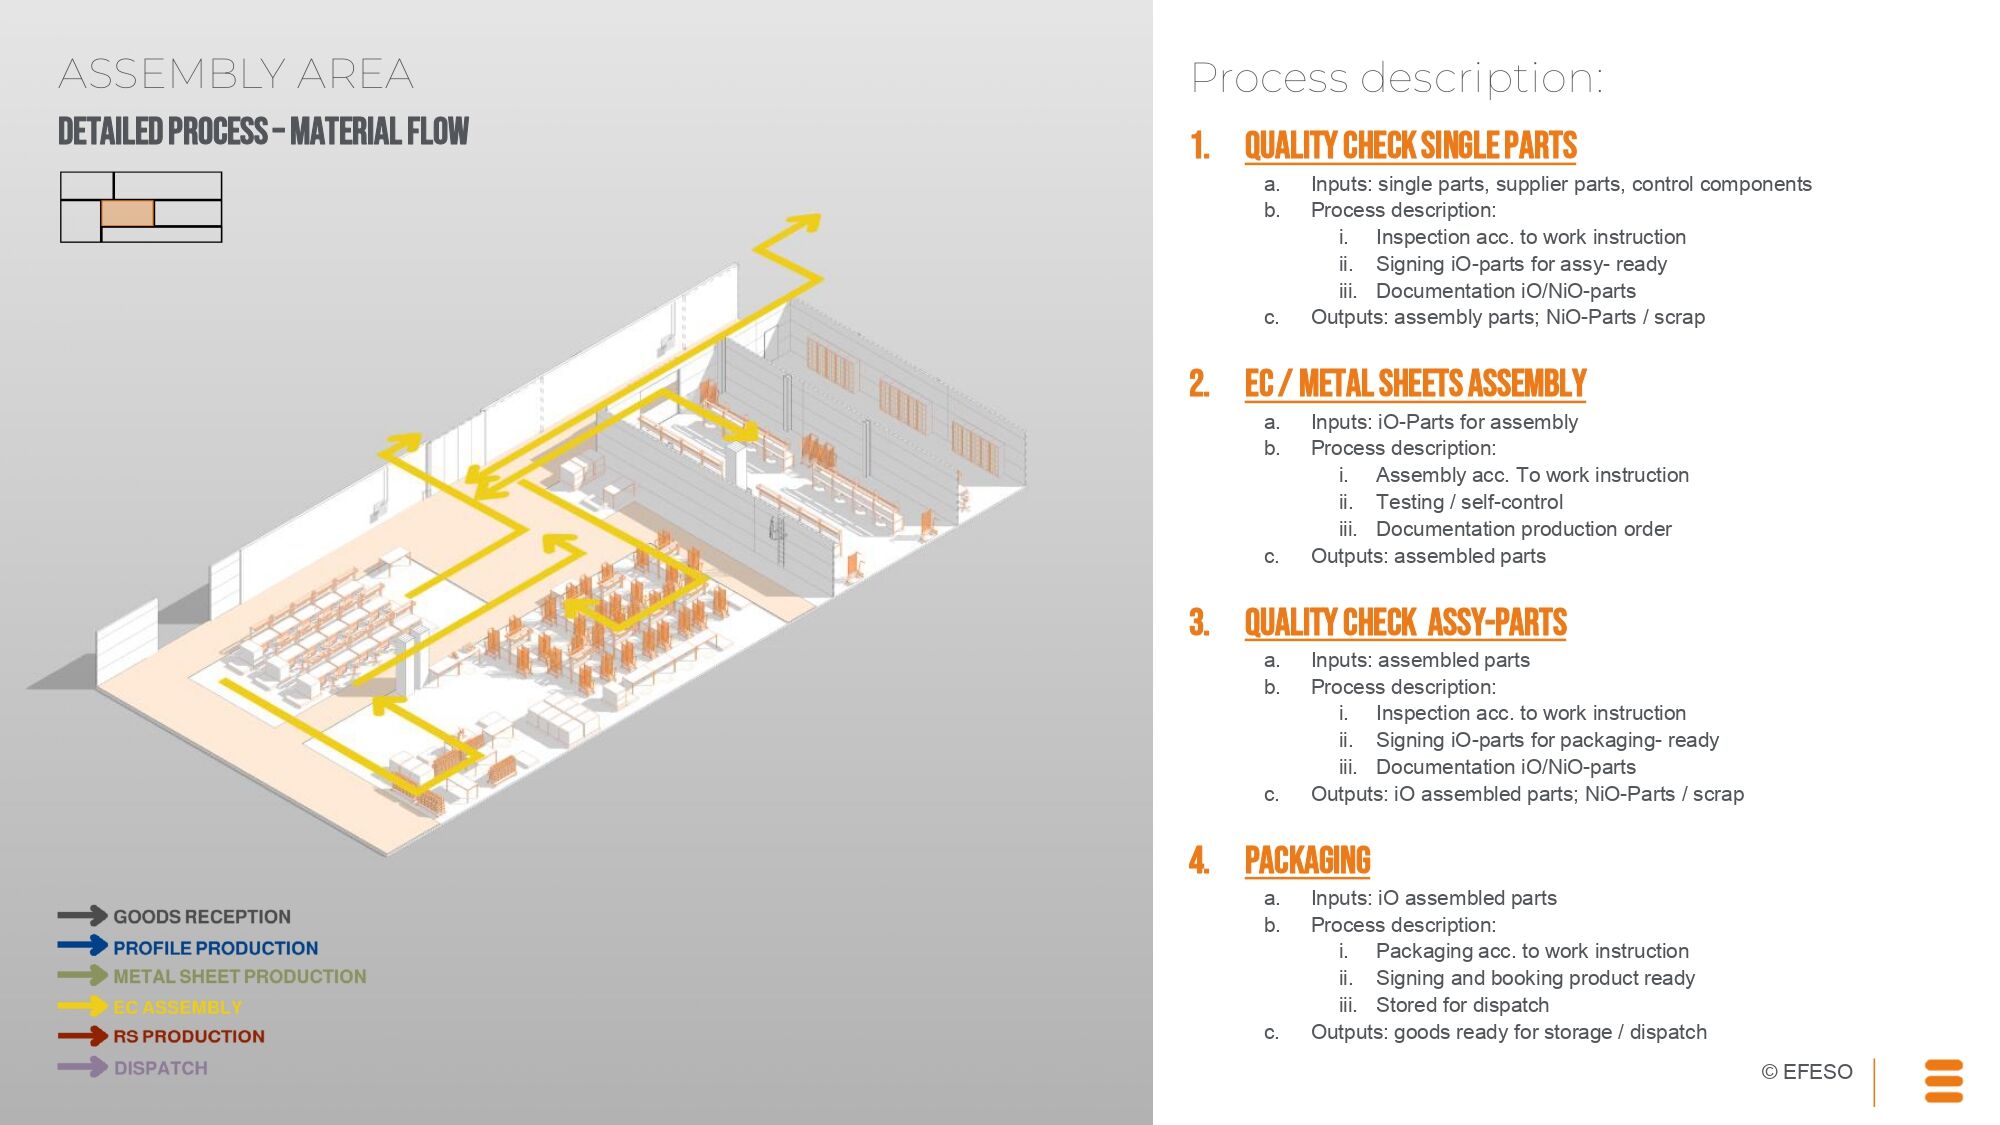 ASSEMBLY AREA
DETAILED PROCESS – MATERIAL FLOW
GOODS RECEPTION
PROFILE PRODUCTION
METAL SHEET PRODUCTION
EC ASSEMBLY
RS PRODUCTION
DISPATCH
Process description:
1. QUALITY CHECK SINGLE PARTS
a. Inputs: single parts, supplier parts, control components
b. Process description:
i. Inspection acc. to work instruction
ii. Signing iO-parts for assy- ready
iii. Documentation iO/NiO-parts
c. Outputs: assembly parts; NiO-Parts / scrap
2. EC / METAL SHEETS ASSEMBLY
a. Inputs: iO-Parts for assembly
b. Process description:
i. Assembly acc. To work instruction
ii. Testing / self-control
iii. Documentation production order
c. Outputs: assembled parts
3. QUALITY CHECK ASSY-PARTS
a. Inputs: assembled parts
b. Process description:
i. Inspection acc. to work instruction
ii. Signing iO-parts for packaging- ready
iii. Documentation iO/NiO-parts
c. Outputs: iO assembled parts; NiO-Parts / scrap
4. PACKAGING
a. Inputs: iO assembled parts
b. Process description:
i. Packaging acc. to work instruction
ii. Signing and booking product ready
iii. Stored for dispatch
c. Outputs: goods ready for storage / dispatch
© EFESO